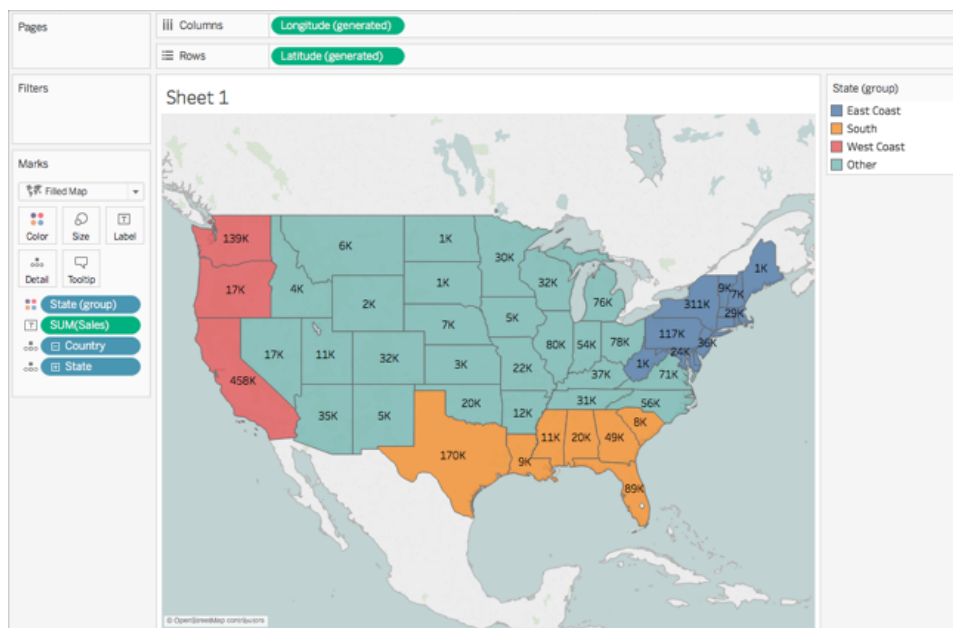 Pages
Columns
Longitude (generated)
Rows
Latitude (generated)
Filters
Marks
Filled Map
Color
Size
Label
Detail
Tooltip
State (group)
SUM(Sales)
Country
State
Sheet 1
139K
6K
1K
30K
1K
17K
4K
1K
32K
76K
9K
7K
311K
29K
2K
7K
5K
117K
36K
24K
17K
11K
32K
3K
80K
54K
78K
1K
71K
458K
22K
37K
35K
5K
20K
12K
31K
56K
170K
9K
11K
20K
49K
8K
89K
© OpenStreetMap contributors
State (group)
East Coast
South
West Coast
Other